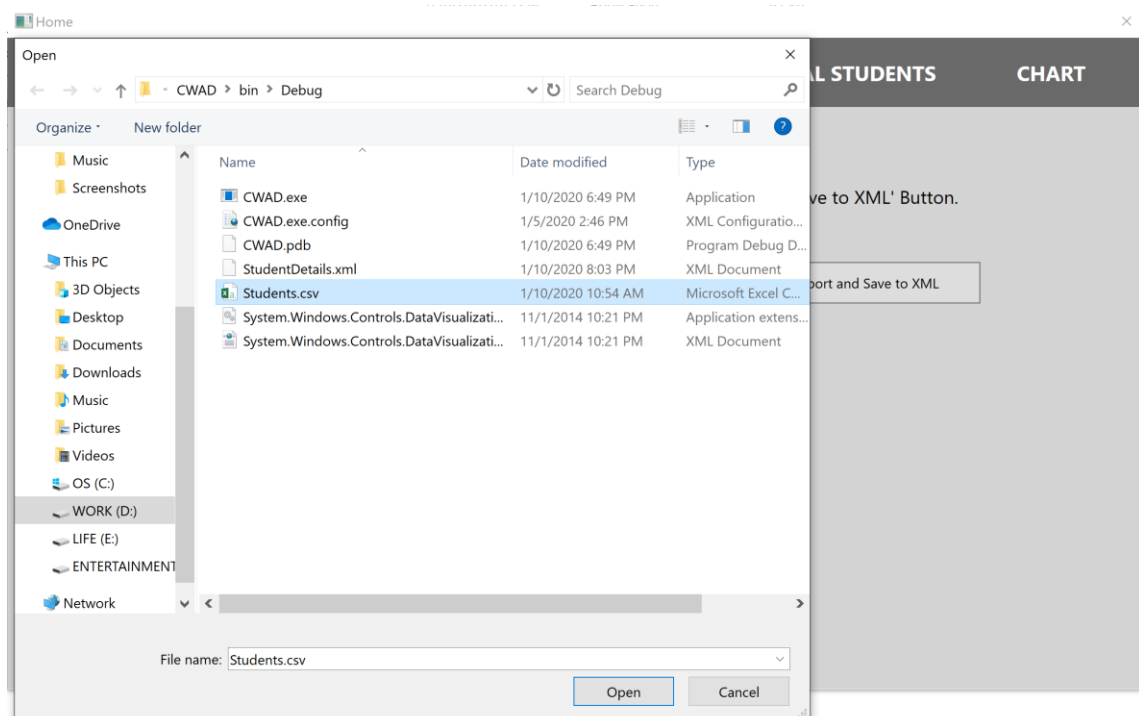 Home
Open
CWAD > bin > Debug
Search Debug
L STUDENTS
CHART
Organize
New folder
Music
Screenshots
OneDrive
This PC
3D Objects
Desktop
Documents
Downloads
Music
Pictures
Videos
OS (C:)
WORK (D:)
LIFE (E:)
ENTERTAINMENT
Network
Name Date modified Type
CWAD.exe 1/10/2020 6:49 PM Application
CWAD.exe.config 1/5/2020 2:46 PM XML Configuratio...
CWAD.pdb 1/10/2020 6:49 PM Program Debug D...
StudentDetails.xml 1/10/2020 8:03 PM XML Document
Students.csv 1/10/2020 10:54 AM Microsoft Excel C...
System.Windows.Controls.DataVisualizati... 11/1/2014 10:21 PM Application extens...
System.Windows.Controls.DataVisualizati... 11/1/2014 10:21 PM XML Document
ve to XML' Button.
port and Save to XML
File name: Students.csv
Open
Cancel